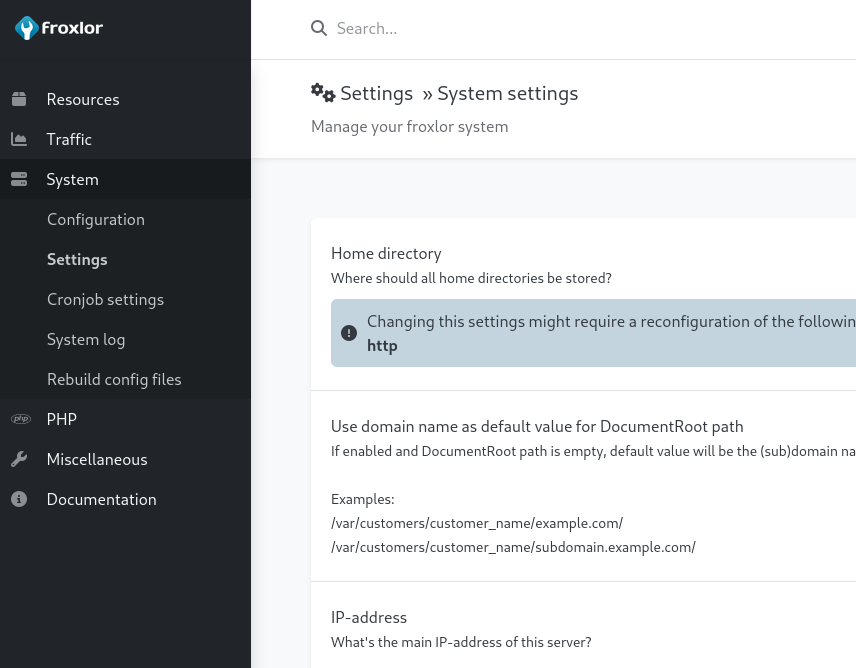 froxlor
Search...
Resources
Traffic
System
Configuration
Settings
Cronjob settings
System log
Rebuild config files
php PHP
Miscellaneous
Documentation
Settings » System settings
Manage your froxlor system
Home directory
Where should all home directories be stored?
Changing this settings might require a reconfiguration of the followin
http
Use domain name as default value for DocumentRoot path
If enabled and DocumentRoot path is empty, default value will be the (sub)domain na
Examples:
/var/customers/customer_name/example.com/
/var/customers/customer_name/subdomain.example.com/
IP-address
What's the main IP-address of this server?